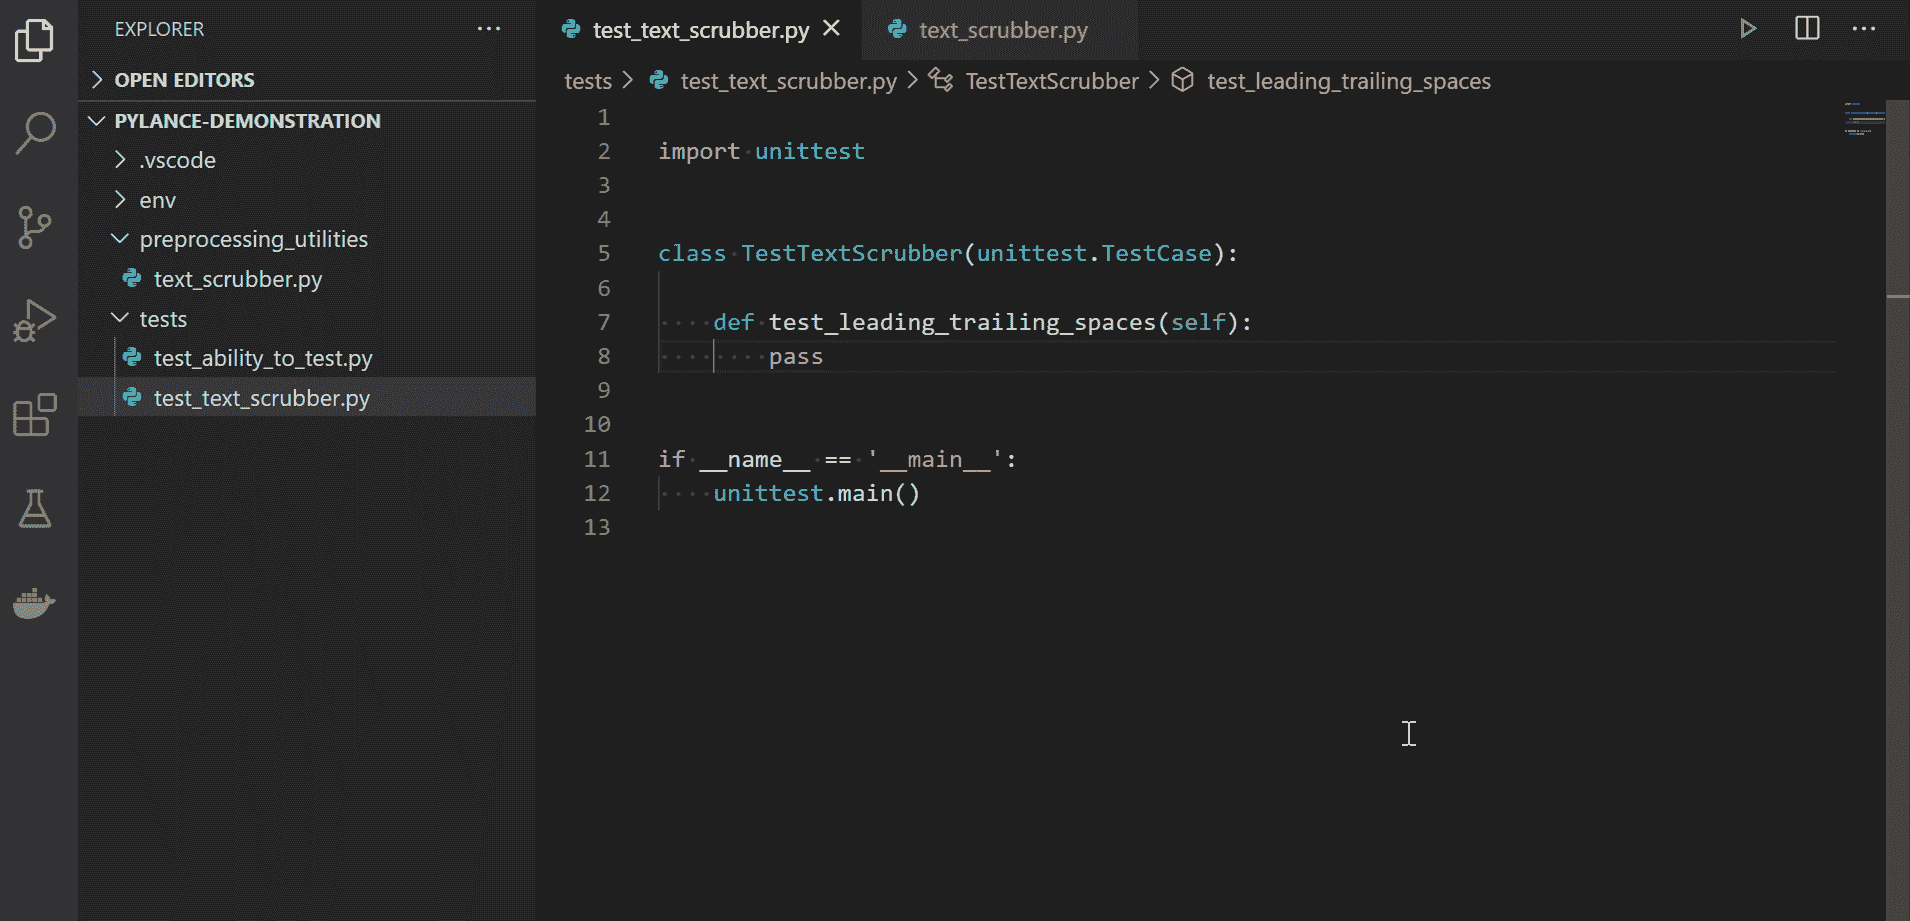 EXPLORER
OPEN EDITORS
PYLANCE-DEMONSTRATION
.vscode
env
preprocessing_utilities
text_scrubber.py
tests
test_ability_to_test.py
test_text_scrubber.py
test_text_scrubber.py
text_scrubber.py
tests > test_text_scrubber.py > TestTextScrubber > test_leading_trailing_spaces
1
2 import unittest
3
4
5 class TestTextScrubber(unittest.TestCase):
6
7     def test_leading_trailing_spaces(self):
8         pass
9
10
11 if __name__ == '__main__':
12     unittest.main()
13